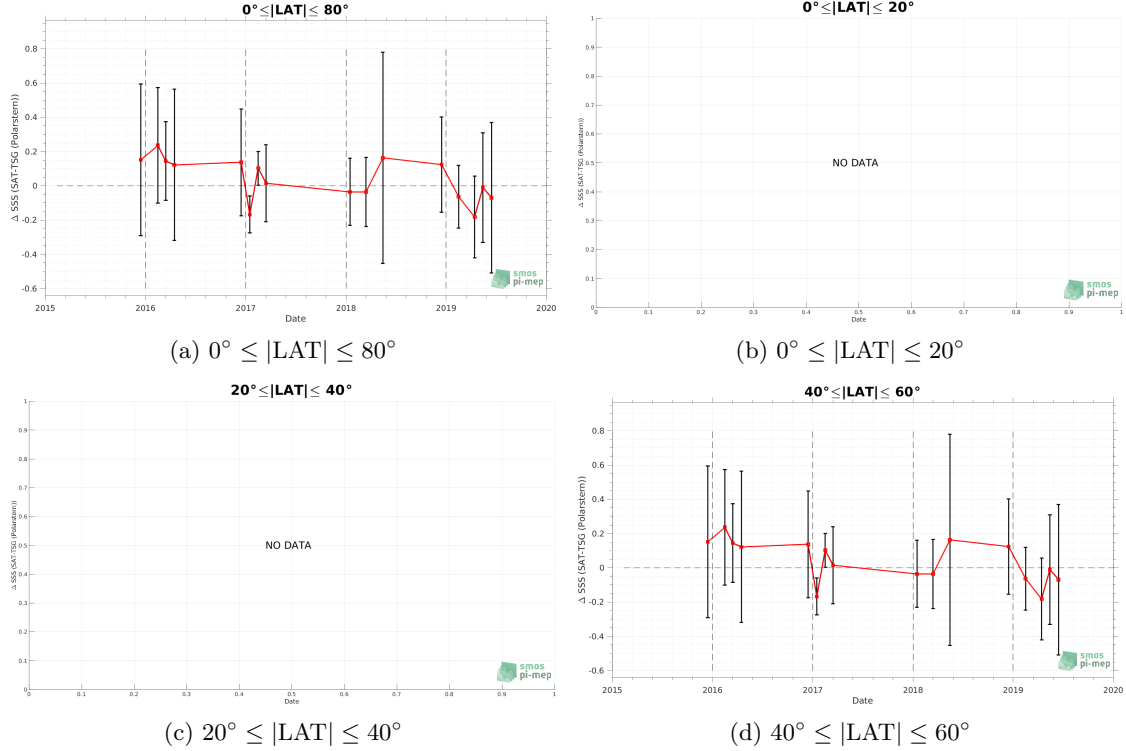 0°≤|LAT|≤ 80°
Δ SSS (SAT-TSG (Polarstern))
0.8
0.6
0.4
0.2
0
-0.2
-0.4
-0.6
2015 2016 2017 2018 2019 2020
Date
smos
pi-mep
(a) 0° ≤ |LAT| ≤ 80°
0°≤|LAT|≤ 20°
Δ SSS (SAT-TSG (Polarstern))
1
0.9
0.8
0.7
0.6
0.5
0.4
0.3
0.2
0.1
0
NO DATA
0 0.1 0.2 0.3 0.4 0.5 0.6 0.7 0.8 0.9 1
Date
smos
pi-mep
(b) 0° ≤ |LAT| ≤ 20°
20°≤|LAT|≤ 40°
Δ SSS (SAT-TSG (Polarstern))
1
0.9
0.8
0.7
0.6
0.5
0.4
0.3
0.2
0.1
0
NO DATA
0 0.1 0.2 0.3 0.4 0.5 0.6 0.7 0.8 0.9 1
Date
smos
pi-mep
(c) 20° ≤ |LAT| ≤ 40°
40°≤|LAT|≤ 60°
Δ SSS (SAT-TSG (Polarstern))
0.8
0.6
0.4
0.2
0
-0.2
-0.4
-0.6
2015 2016 2017 2018 2019 2020
Date
smos
pi-mep
(d) 40° ≤ |LAT| ≤ 60°